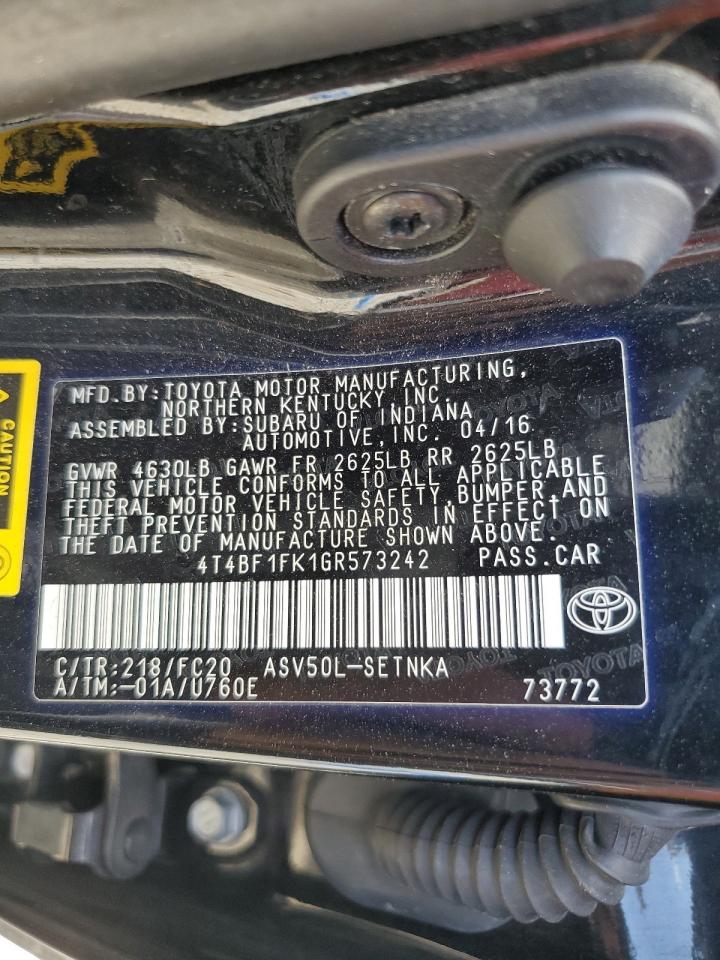 MFD.BY:TOYOTA MOTOR MANUFACTURING,
NORTHERN KENTUCKY, INC.
ASSEMBLED BY:SUBARU OF INDIANA
AUTOMOTIVE,INC. 04/16
GVWR 4630LB GAWR FR 2625LB RR 2625LB
THIS VEHICLE CONFORMS TO ALL APPLICABLE
FEDERAL MOTOR VEHICLE SAFETY,BUMPER,AND
THEFT PREVENTION STANDARDS IN EFFECT ON
THE DATE OF MANUFACTURE SHOWN ABOVE.
4T4BF1FK1GR573242 PASS.CAR
C/TR:218/FC20 ASV50L-SETNKA
A/TM:-01A/U760E 73772
CAUTION